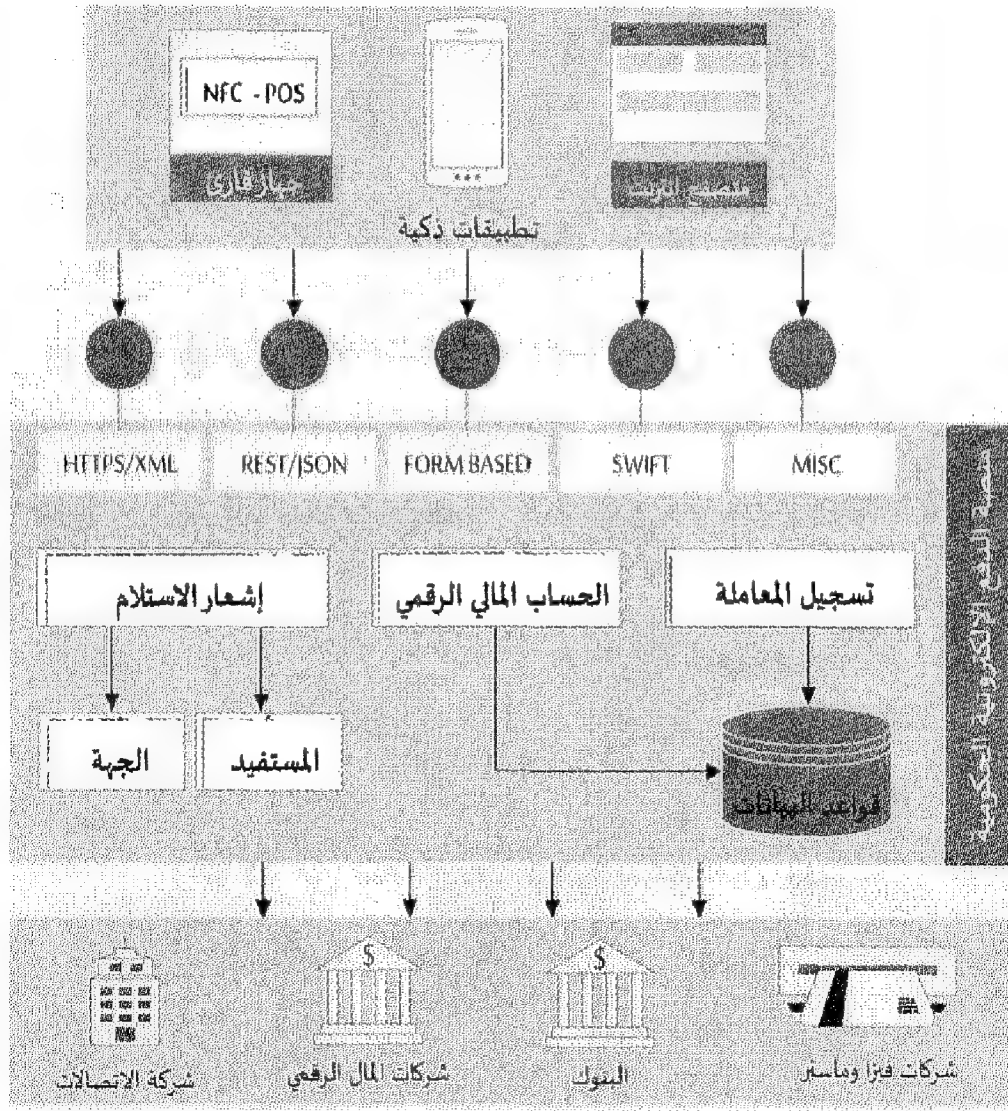 NFC - POS
جهاز قارئ
متصفح انترنت
تطبيقات ذكية
HTTPS/XML
REST/JSON
FORM BASED
SWIFT
MISC
منصة الدفع الإلكترونية الحكومية
تسجيل المعاملة
الحساب المالي الرقمي
إشعار الاستلام
المستفيد
الجهة
قواعد البيانات
شركات فيزا وماستر
البنوك
شركات المال الرقمي
شركة الاتصالات